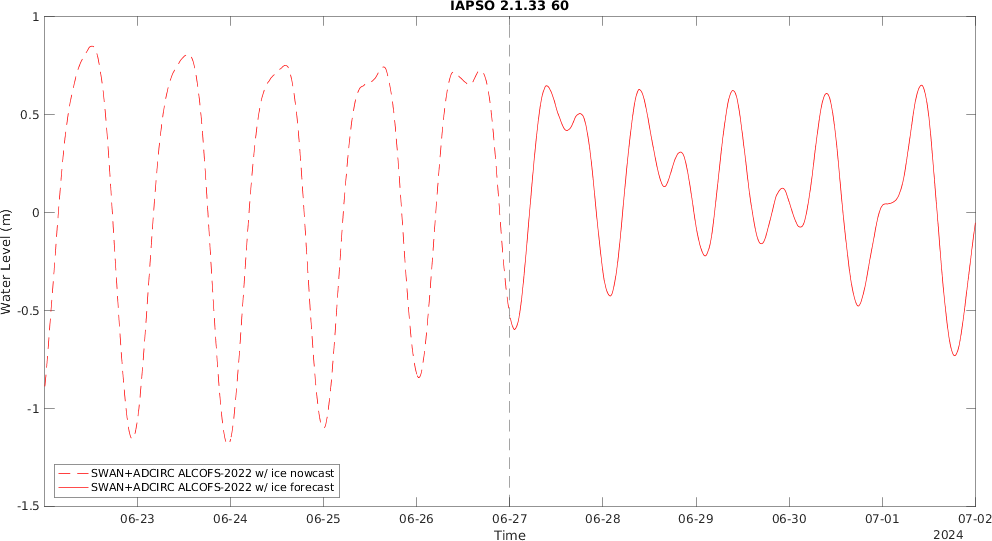 IAPSO 2.1.33 60
1
0.5
0
-0.5
-1
-1.5
Water Level (m)
SWAN+ADCIRC ALCOFS-2022 w/ ice nowcast
SWAN+ADCIRC ALCOFS-2022 w/ ice forecast
06-23 06-24 06-25 06-26 06-27 06-28 06-29 06-30 07-01 07-02
Time
2024